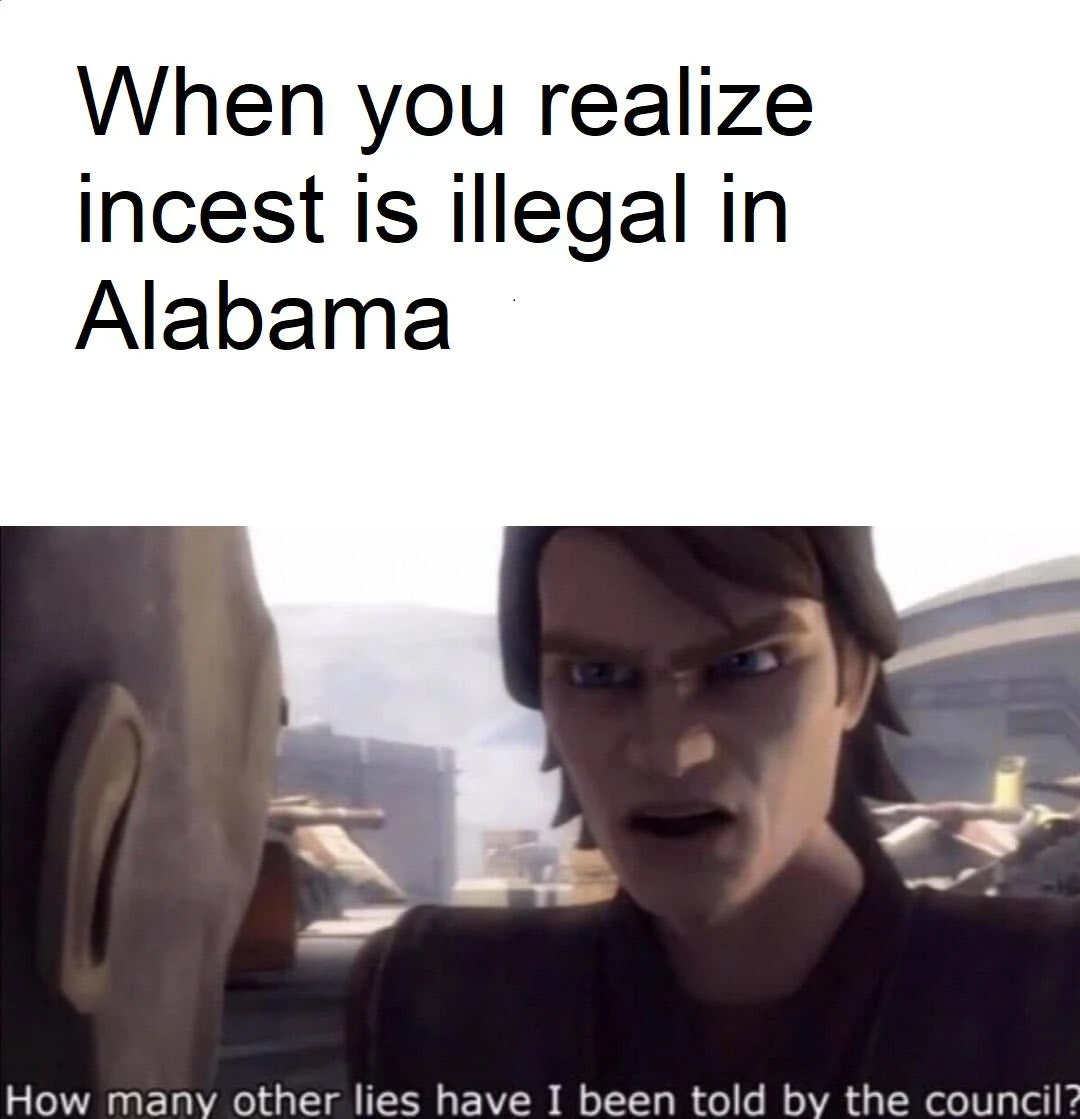 When you realize
incest is illegal in
Alabama
How many other lies have I been told by the council?